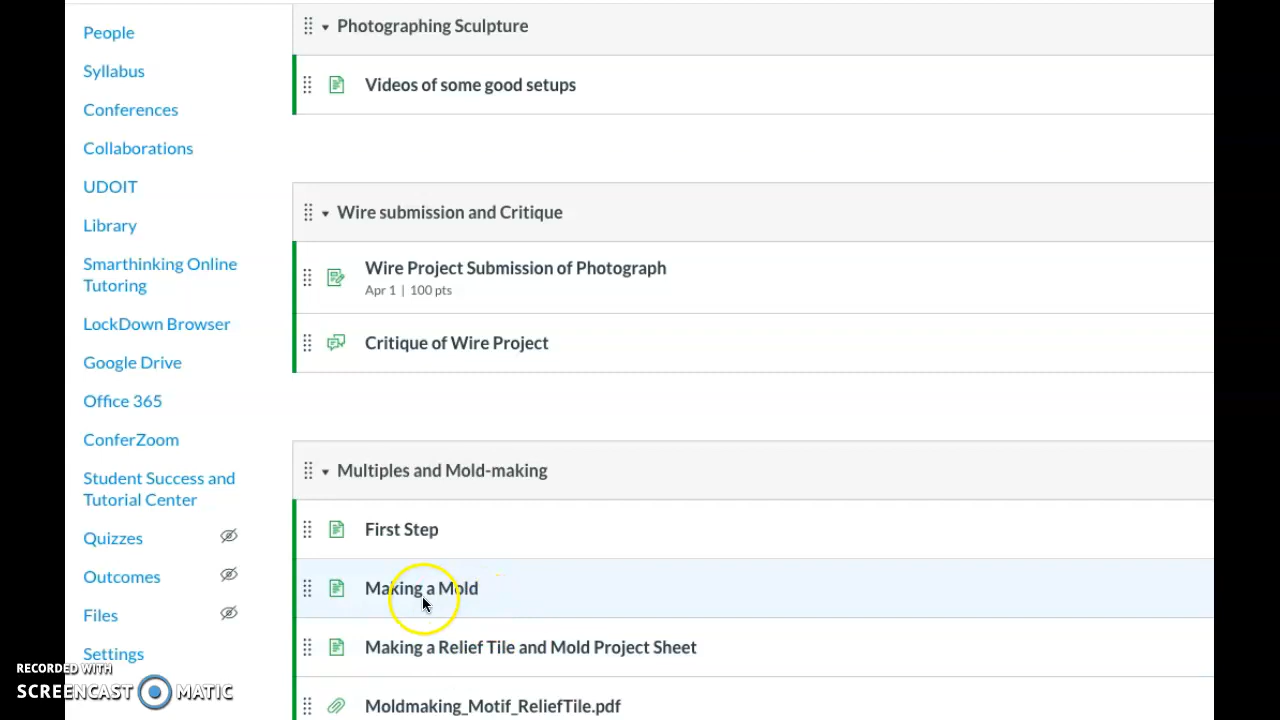 People
Syllabus
Conferences
Collaborations
UDOIT
Library
Smarthinking Online
Tutoring
LockDown Browser
Google Drive
Office 365
ConferZoom
Student Success and
Tutorial Center
Quizzes
Outcomes
Files
Settings
Photographing Sculpture
Videos of some good setups
Wire submission and Critique
Wire Project Submission of Photograph
Apr 1 | 100 pts
Critique of Wire Project
Multiples and Mold-making
First Step
Making a Mold
Making a Relief Tile and Mold Project Sheet
Moldmaking_Motif_ReliefTile.pdf
RECORDED WITH
SCREENCAST MATIC